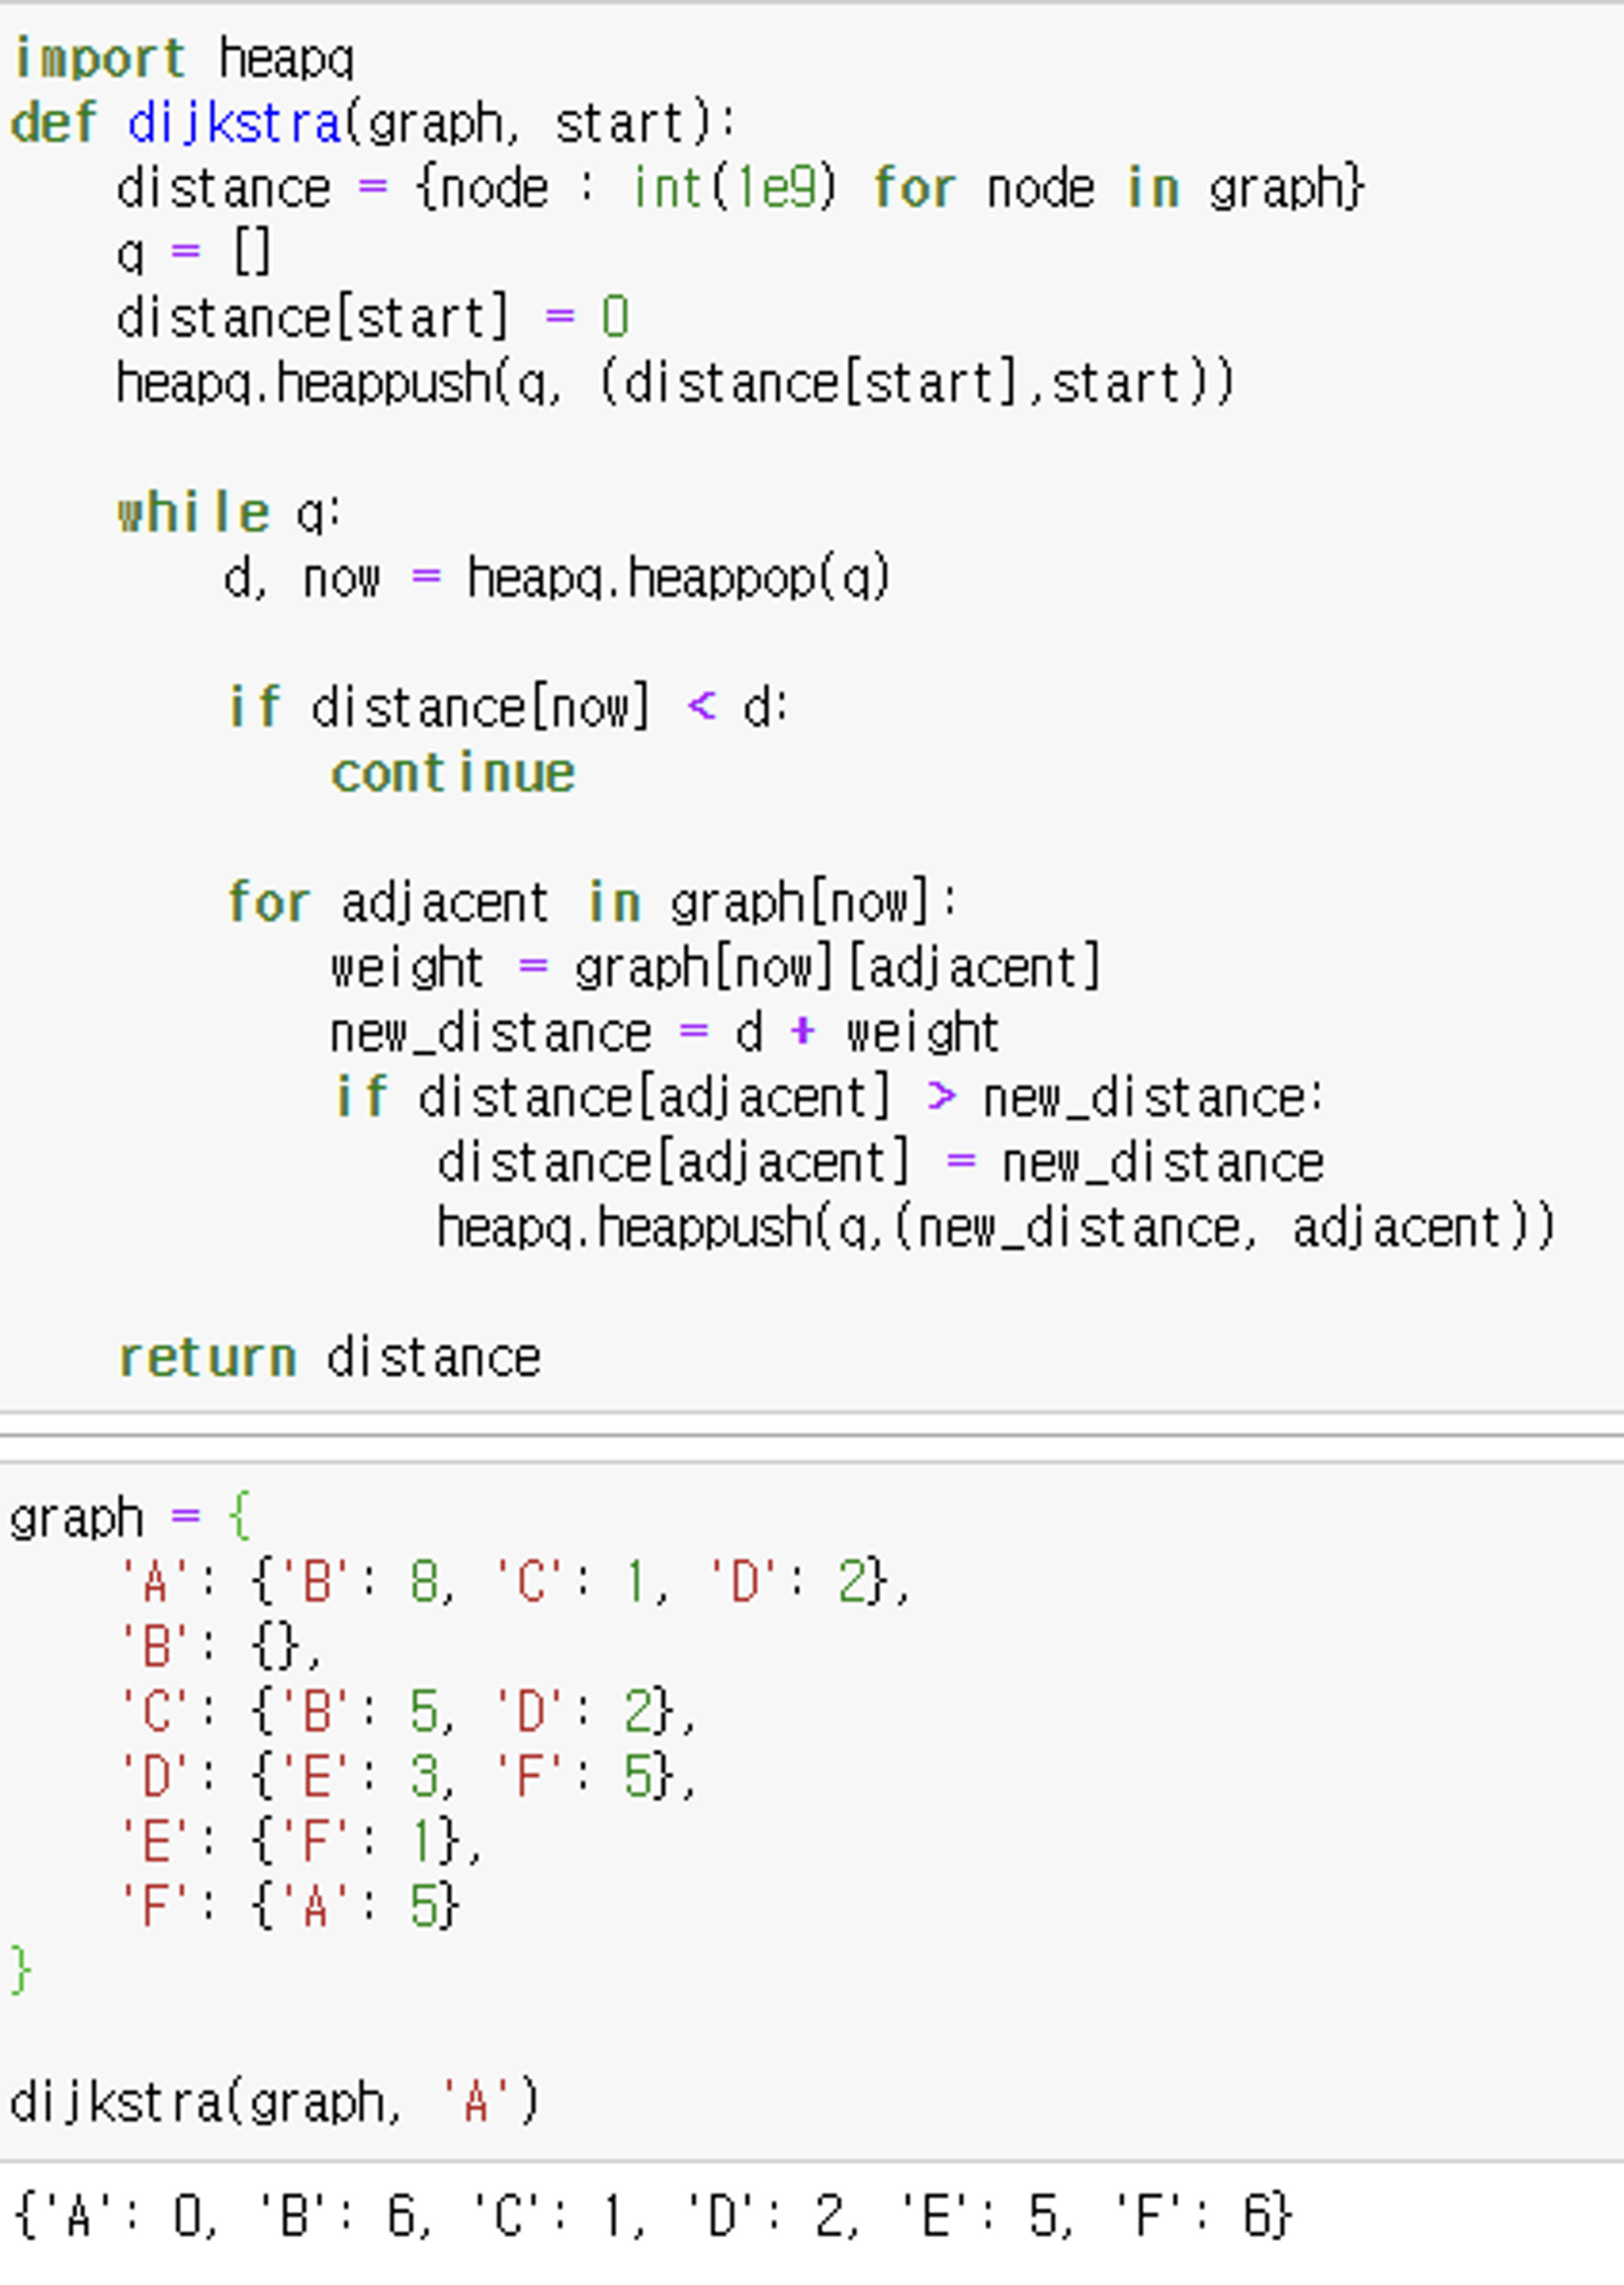 import heapq
def dijkstra(graph, start):
    distance = {node : int(1e9) for node in graph}
    q = []
    distance[start] = 0
    heapq.heappush(q, (distance[start],start))

    while q:
        d, now = heapq.heappop(q)

        if distance[now] < d:
            continue

        for adjacent in graph[now]:
            weight = graph[now][adjacent]
            new_distance = d + weight
            if distance[adjacent] > new_distance:
                distance[adjacent] = new_distance
                heapq.heappush(q,(new_distance, adjacent))

    return distance
graph = {
    'A': {'B': 8, 'C': 1, 'D': 2},
    'B': {},
    'C': {'B': 5, 'D': 2},
    'D': {'E': 3, 'F': 5},
    'E': {'F': 1},
    'F': {'A': 5}
}

dijkstra(graph, 'A')
{'A': 0, 'B': 6, 'C': 1, 'D': 2, 'E': 5, 'F': 6}